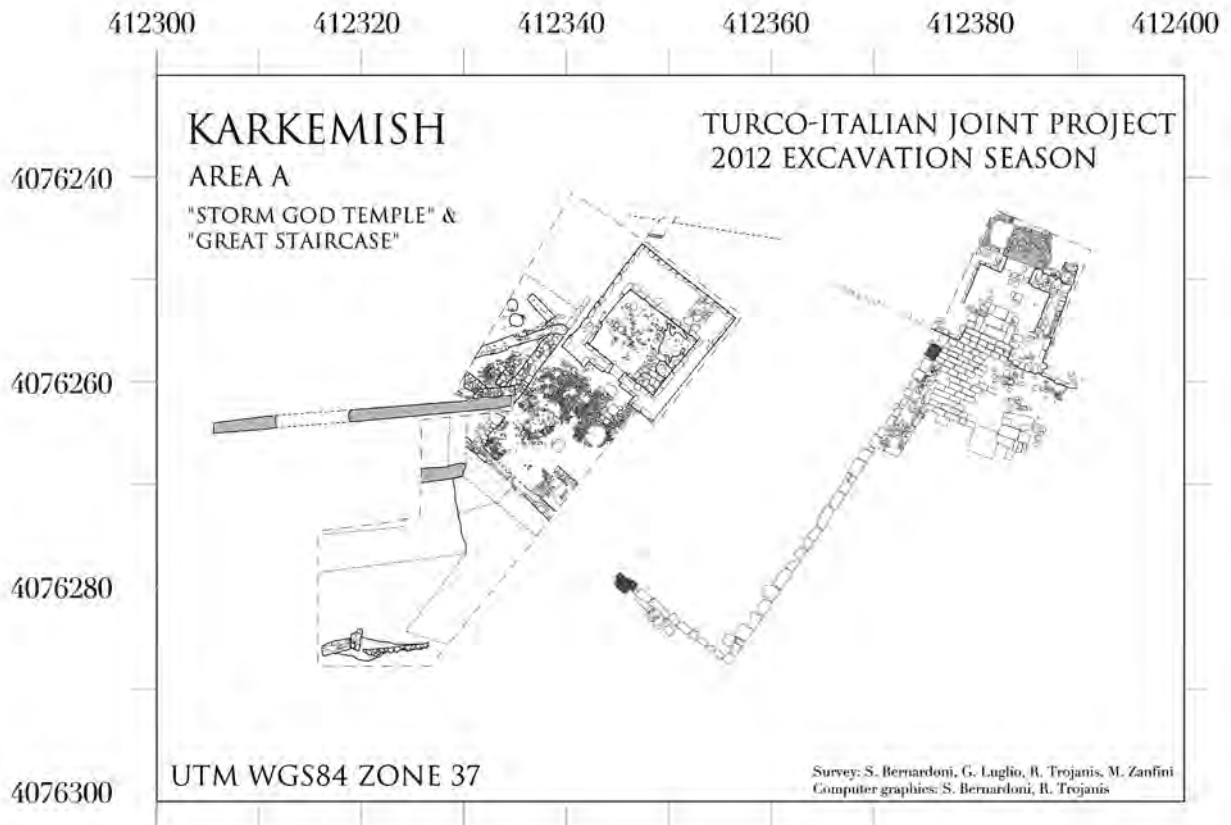 412300 412320 412340 412360 412380 412400
KARKEMISH
AREA A
"STORM GOD TEMPLE" &
"GREAT STAIRCASE"
TURCO-ITALIAN JOINT PROJECT
2012 EXCAVATION SEASON
4076240
4076260
4076280
4076300
UTM WGS84 ZONE 37
Survey: S. Bernardoni, G. Luglio, R. Trojanis, M. Zanfini
Computer graphics: S. Bernardoni, R. Trojanis